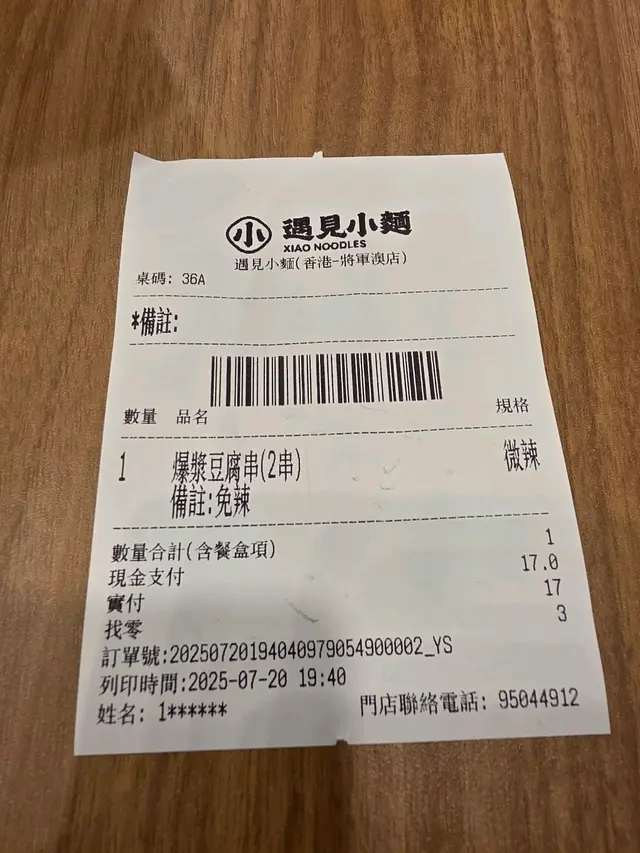 小 遇見小麵
XIAO NOODLES
遇見小麵(香港-將軍澳店)
桌碼: 36A
*備註:
數量 品名 規格
1 爆漿豆腐串(2串) 微辣
備註:免辣
數量合計(含餐盒項) 1
現金支付 17.0
實付 17
找零 3
訂單號:20250720194040979054900002_YS
列印時間:2025-07-20 19:40
姓名: 1******
門店聯絡電話: 95044912